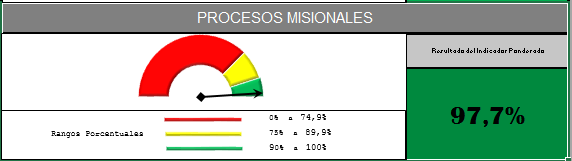 PROCESOS MISIONALES
Resultado del Indicador Ponderado
97,7%
Rangos Porcentuales
0% a 74,9%
75% a 89,9%
90% a 100%